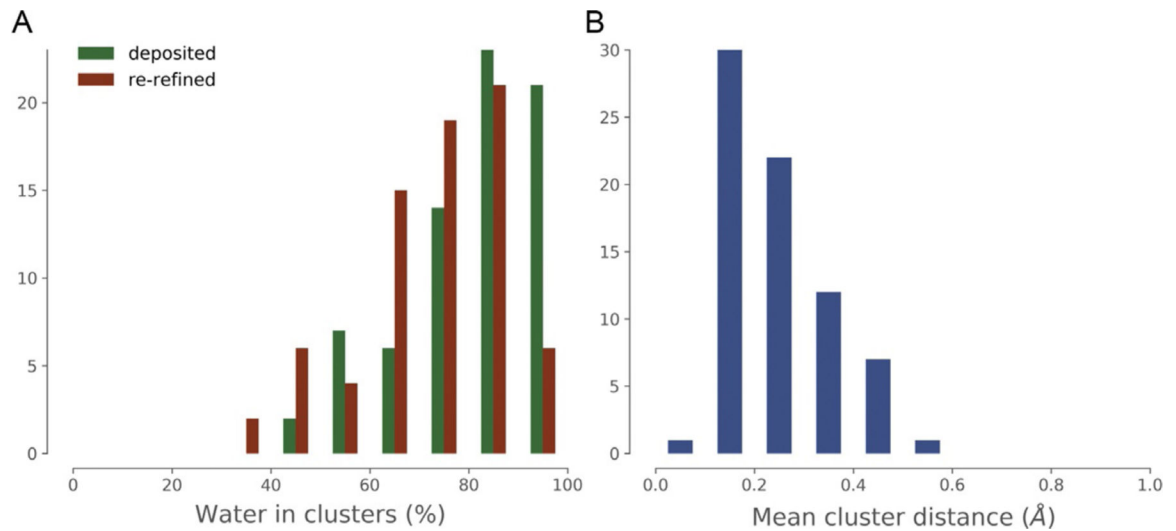 A
deposited
re-refined
20
15
10
5
0
0 20 40 60 80 100
Water in clusters (%)
B
30
25
20
15
10
5
0
0.0 0.2 0.4 0.6 0.8 1.0
Mean cluster distance (Å)